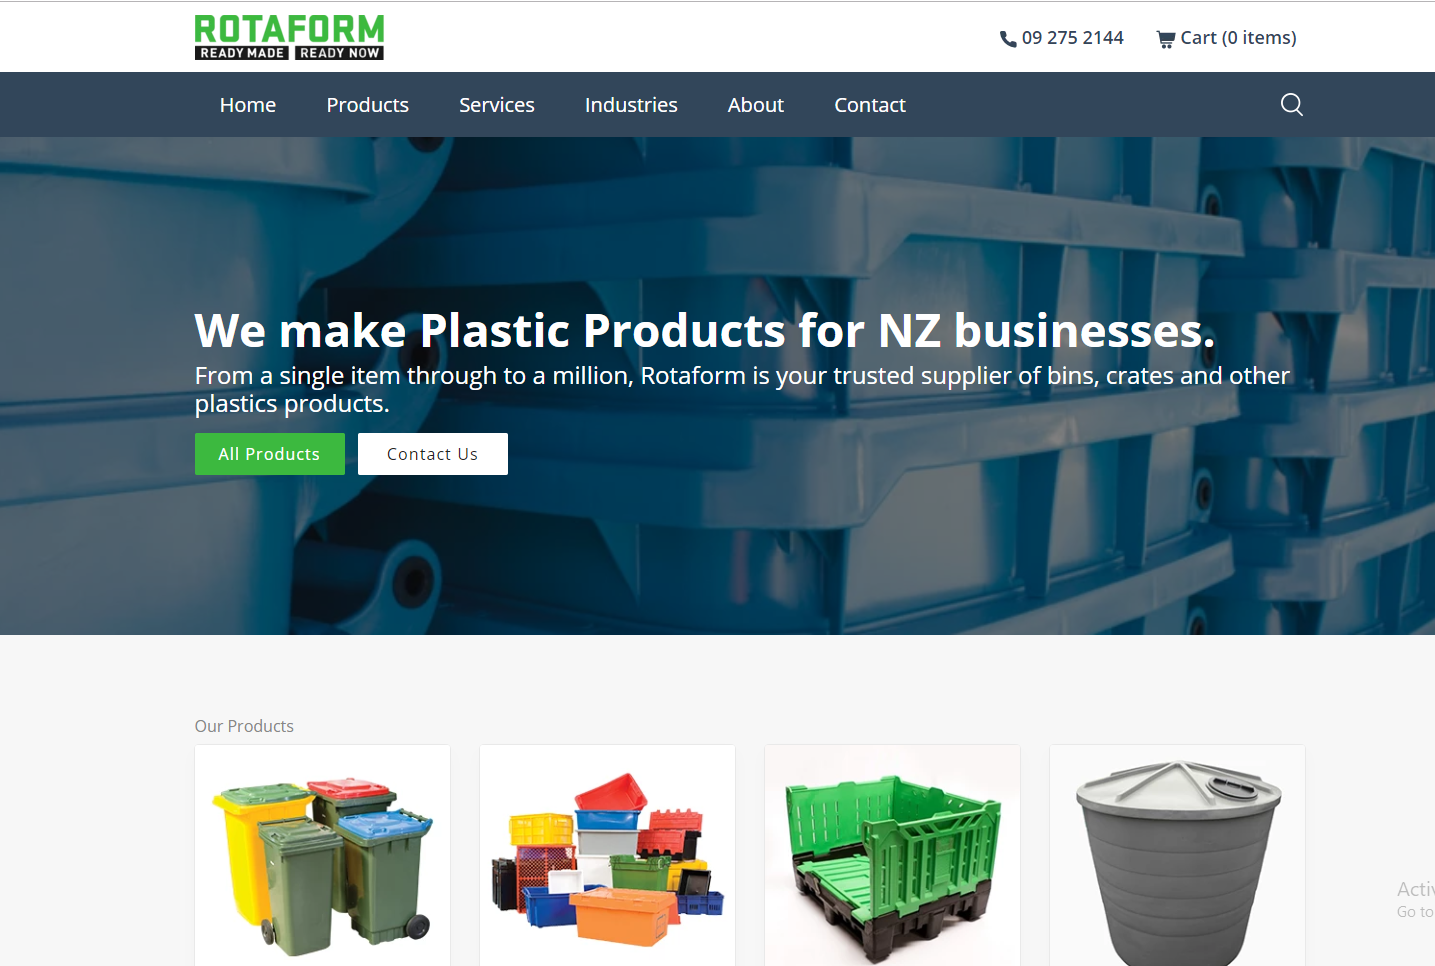 ROTAFORM
READY MADE READY NOW
09 275 2144
Cart (0 items)
Home
Products
Services
Industries
About
Contact
We make Plastic Products for NZ businesses.
From a single item through to a million, Rotaform is your trusted supplier of bins, crates and other
plastics products.
All Products
Contact Us
Our Products
Go to